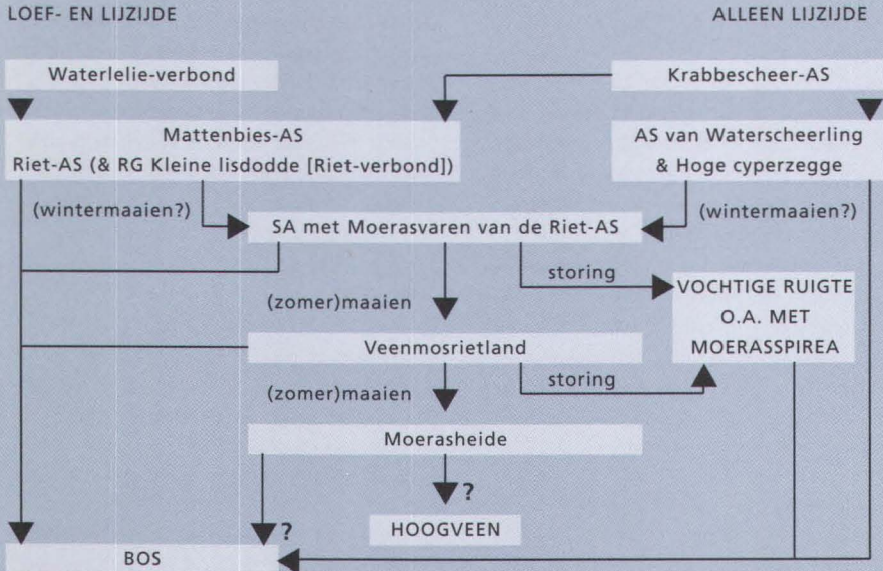 LOEF- EN LIJZIJDE
ALLEEN LIJZIJDE
Waterlelie-verbond
Krabbescheer-AS
Mattenbies-AS
Riet-AS (& RG Kleine lisdodde [Riet-verbond])
AS van Waterscheerling
& Hoge cyperzegge
(wintermaaien?)
(wintermaaien?)
SA met Moerasvaren van de Riet-AS
storing
(zomer)maaien
VOCHTIGE RUIGTE
O.A. MET
MOERASSPIREA
Veenmosrietland
storing
(zomer)maaien
Moerasheide
?
?
HOOGVEEN
BOS